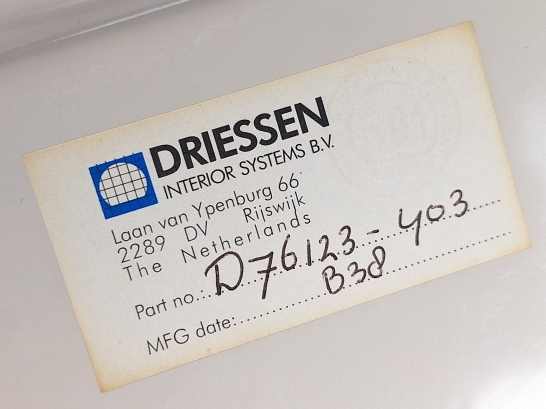 DRIESSEN
INTERIOR SYSTEMS B.V.
Laan van Ypenburg 66
2289 DV Rijswijk
The Netherlands
Part no.: D76123-403
B38
MFG date: